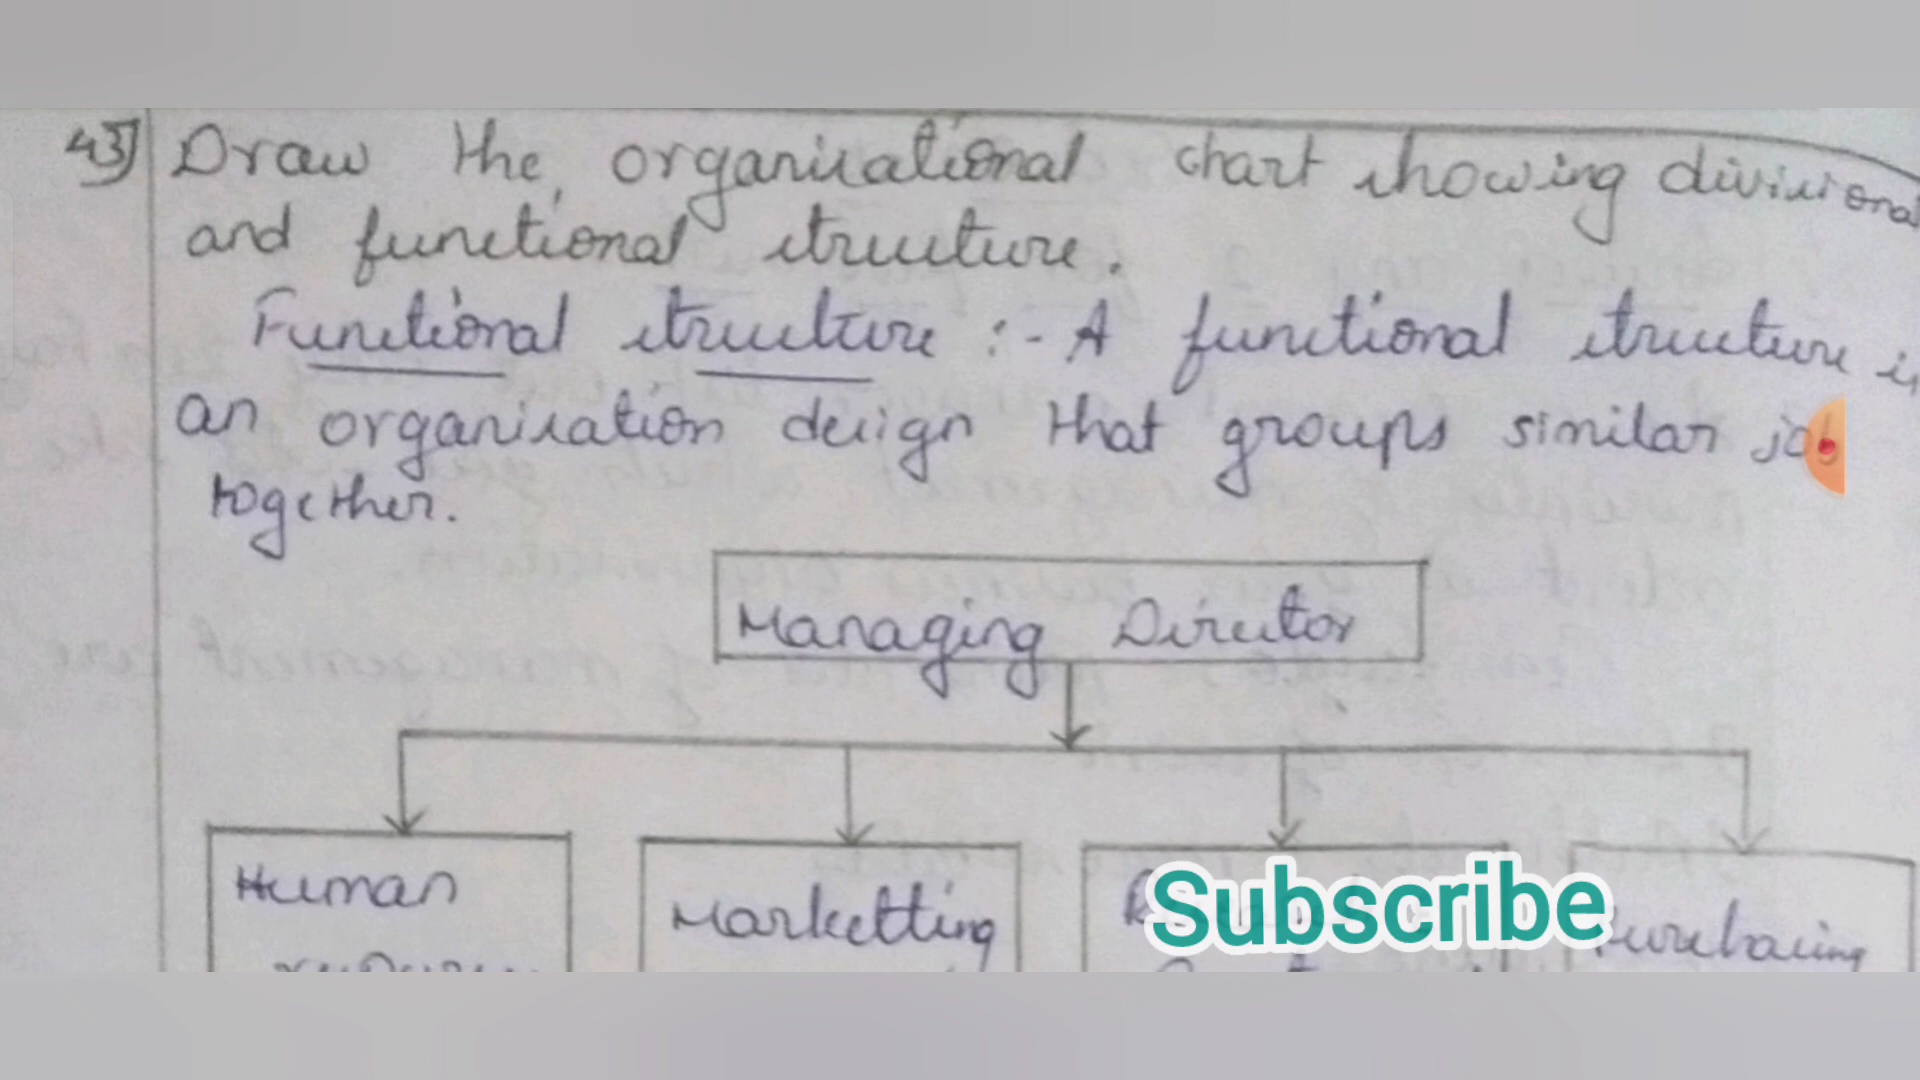 43] Draw the, organisational chart showing divisional
and functional structure.
Functional structure :- A functional structure is
an organisation design that groups similar job
together.
Managing Director
Human
Marketting
Subscribe
Purchasing